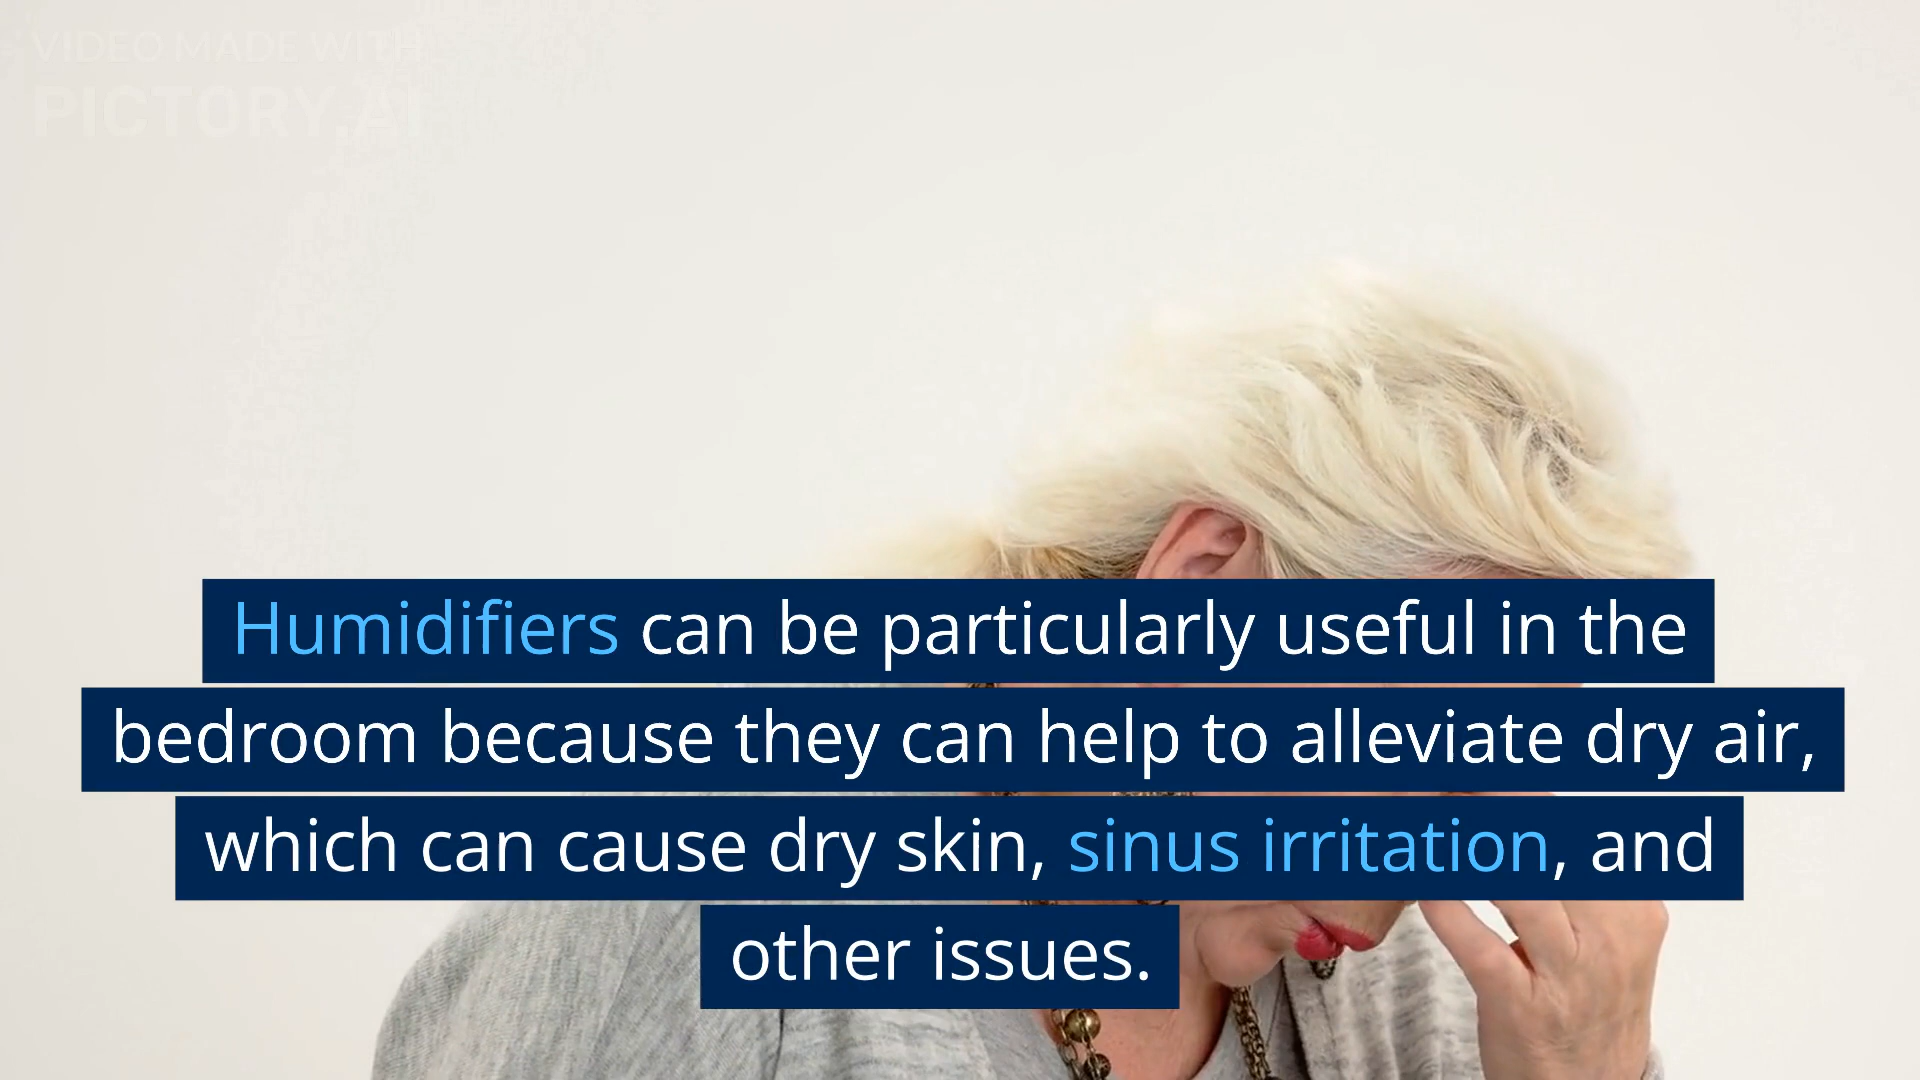 VIDEO MADE WITH
PICTORY.AI
Humidifiers can be particularly useful in the
bedroom because they can help to alleviate dry air,
which can cause dry skin, sinus irritation, and
other issues.